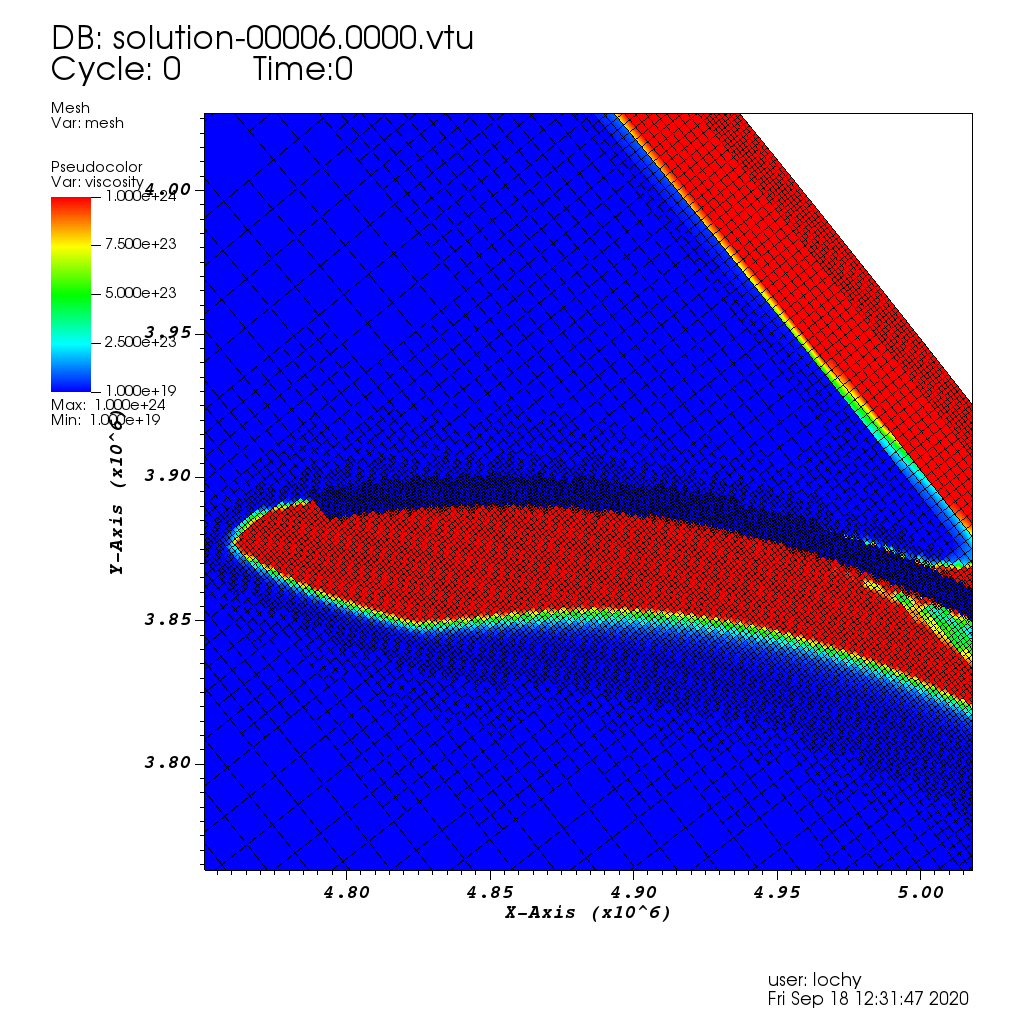 DB: solution-00006.0000.vtu
Cycle: 0 Time:0
Mesh
Var: mesh
Pseudocolor
Var: viscosity
1.000e+24
7.500e+23
5.000e+23
2.500e+23
1.000e+19
Max: 1.000e+24
Min: 1.000e+19
4.00
3.95
3.90
3.85
3.80
Y-Axis (x10^6)
4.80 4.85 4.90 4.95 5.00
X-Axis (x10^6)
user: lochy
Fri Sep 18 12:31:47 2020